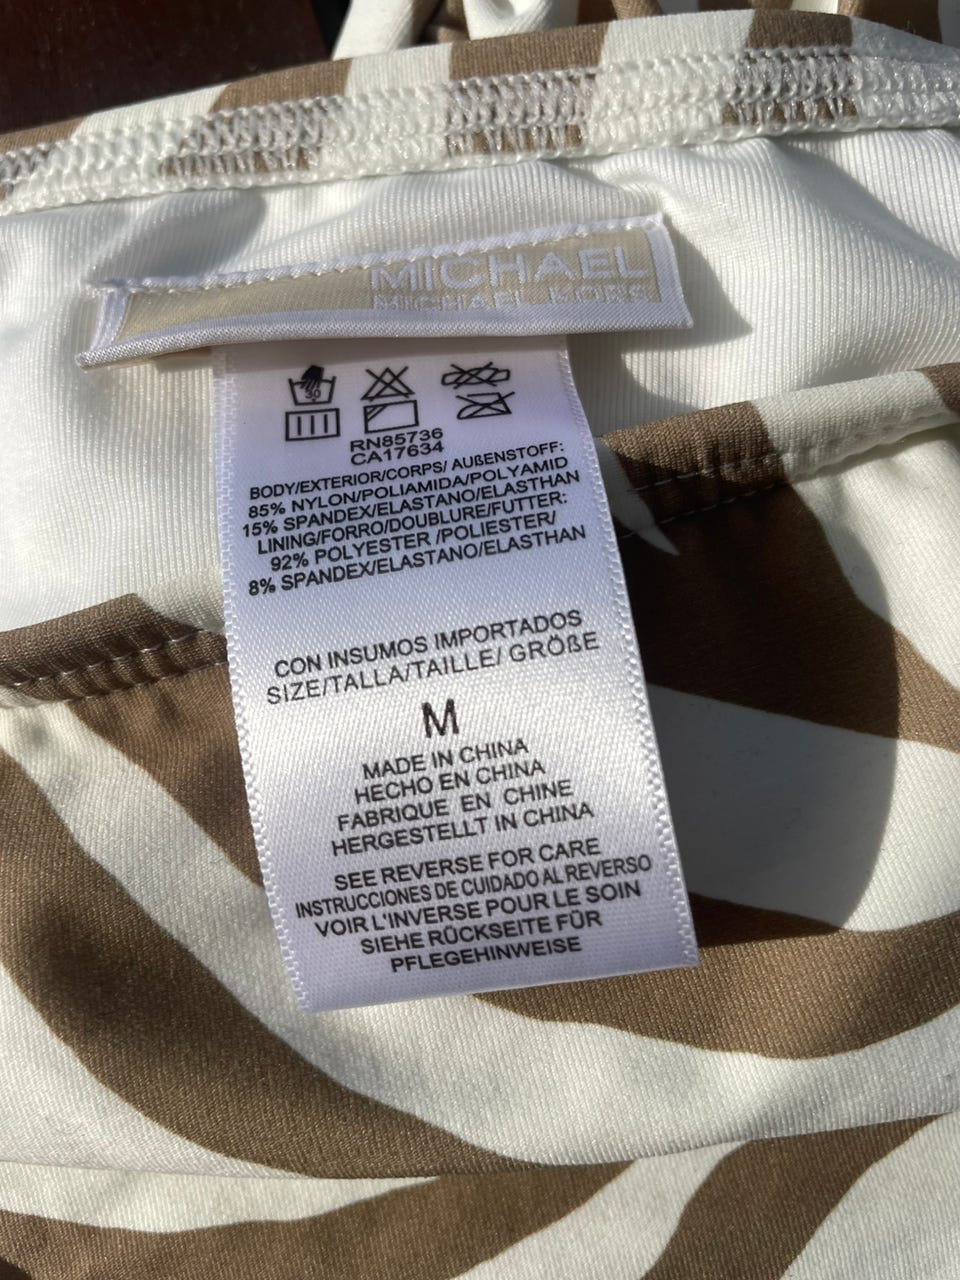 MICHAEL
MICHAEL KORS
30
RN85736
CA17634
BODY/EXTERIOR/CORPS/ AUßENSTOFF:
85% NYLON/POLIAMIDA/POLYAMID
15% SPANDEX/ELASTANO/ELASTHAN
LINING/FORRO/DOUBLURE/FUTTER:
92% POLYESTER /POLIESTER/
8% SPANDEX/ELASTANO/ELASTHAN
CON INSUMOS IMPORTADOS
SIZE/TALLA/TAILLE/ GRÖßE
M
MADE IN CHINA
HECHO EN CHINA
FABRIQUE EN CHINE
HERGESTELLT IN CHINA
SEE REVERSE FOR CARE
INSTRUCCIONES DE CUIDADO AL REVERSO
VOIR L'INVERSE POUR LE SOIN
SIEHE RÜCKSEITE FÜR
PFLEGEHINWEISE